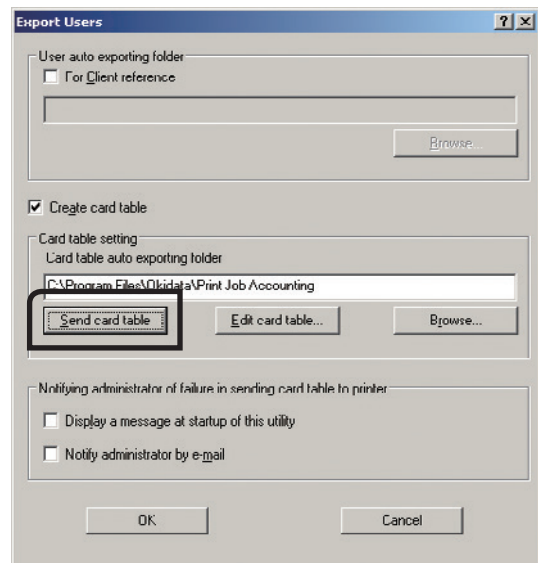 Export Users
User auto exporting folder
For Client reference
Browse...
Create card table
Card table setting
Card table auto exporting folder
C:\Program Files\Okidata\Print Job Accounting
Send card table
Edit card table...
Browse...
Notifying administrator of failure in sending card table to printer
Display a message at startup of this utility
Notify administrator by e-mail
OK
Cancel